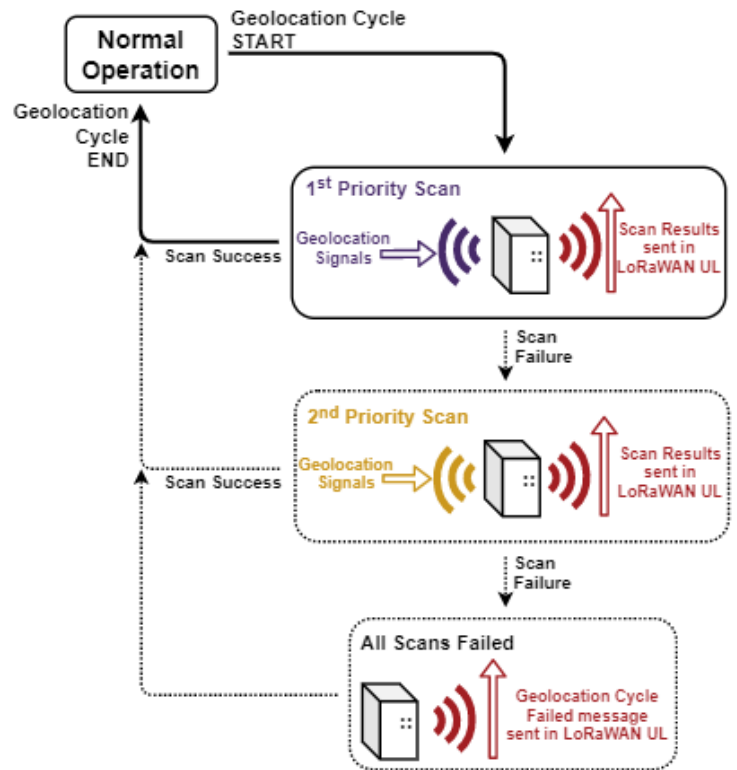 Normal
Operation
Geolocation Cycle
START
Geolocation
Cycle
END
1st Priority Scan
Geolocation
Signals
Scan Results
sent in
LoRaWAN UL
Scan Success
Scan
Failure
2nd Priority Scan
Geolocation
Signals
Scan Results
sent in
LoRaWAN UL
Scan Success
Scan
Failure
All Scans Failed
Geolocation Cycle
Failed message
sent in LoRaWAN UL